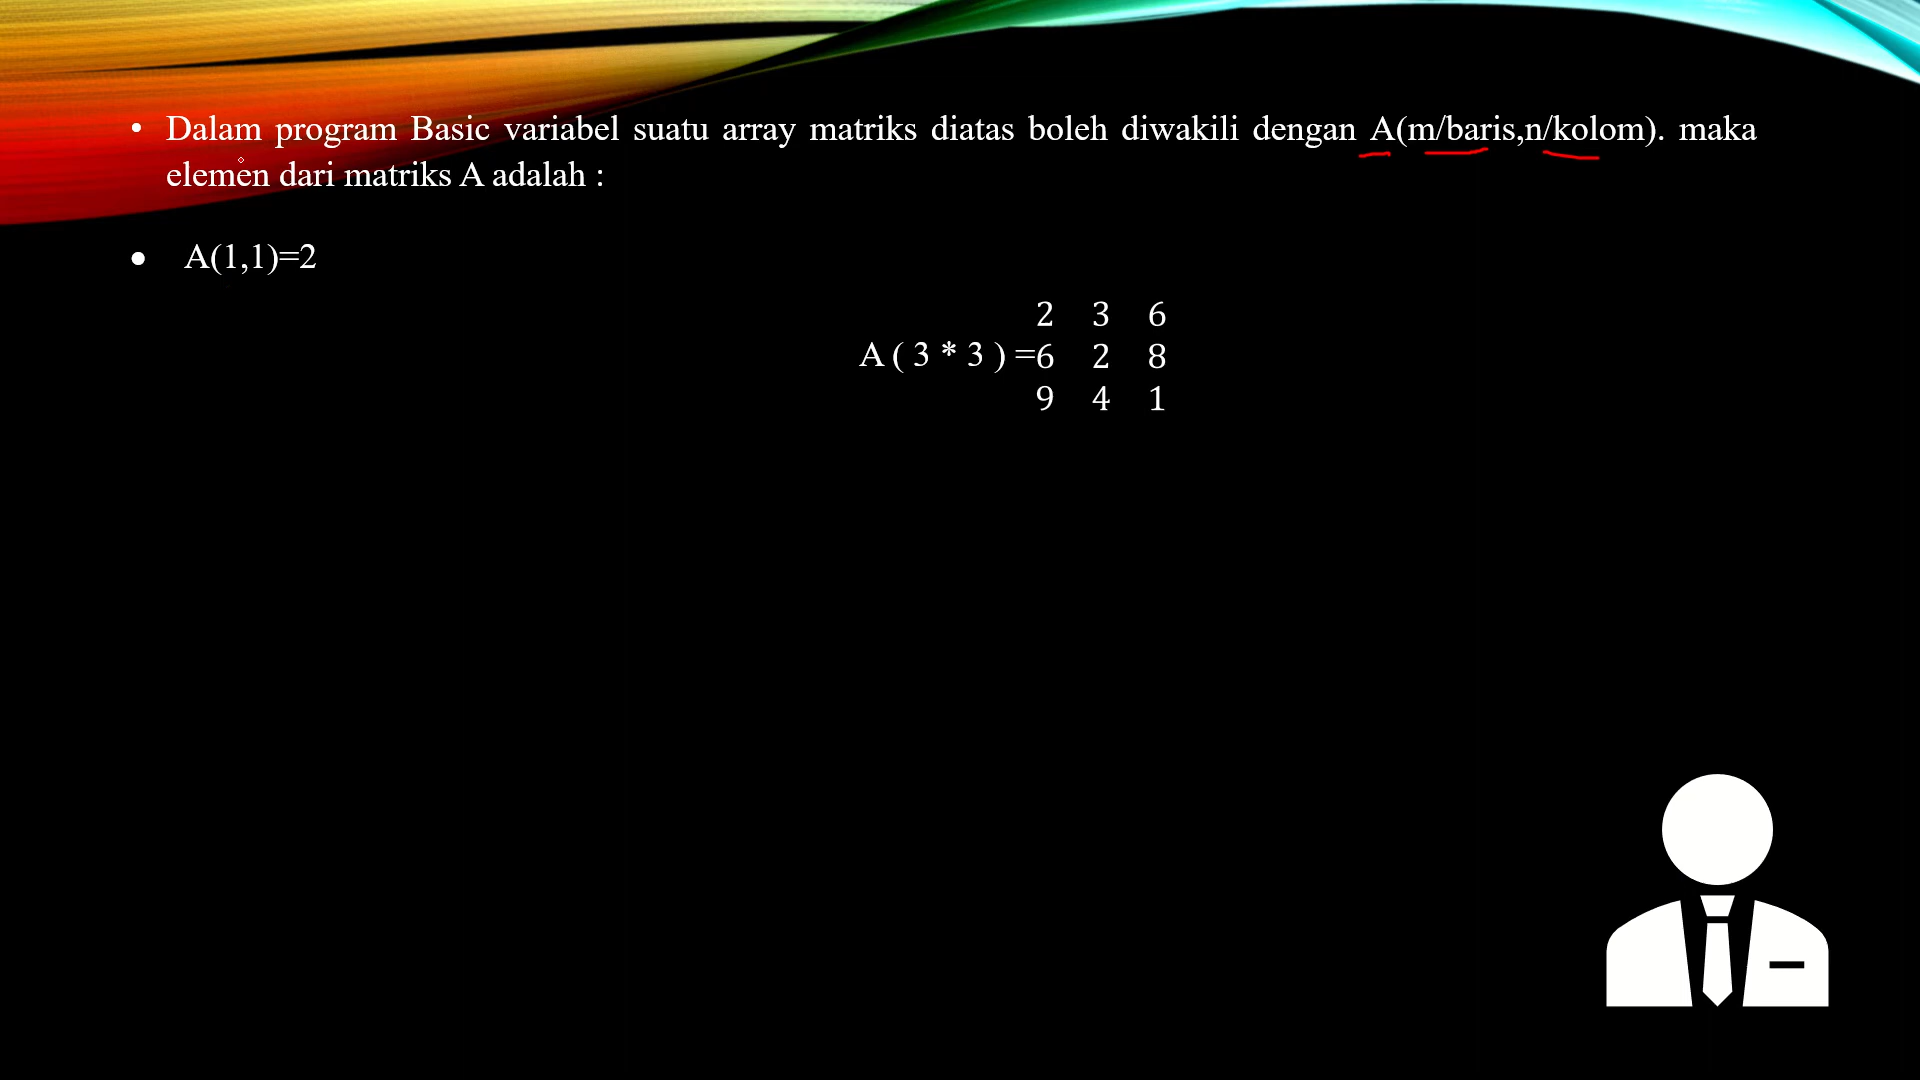 • Dalam program Basic variabel suatu array matriks diatas boleh diwakili dengan A(m/baris,n/kolom). maka
elemen dari matriks A adalah :
• A(1,1)=2
2 3 6
A ( 3 * 3 ) =6 2 8
9 4 1